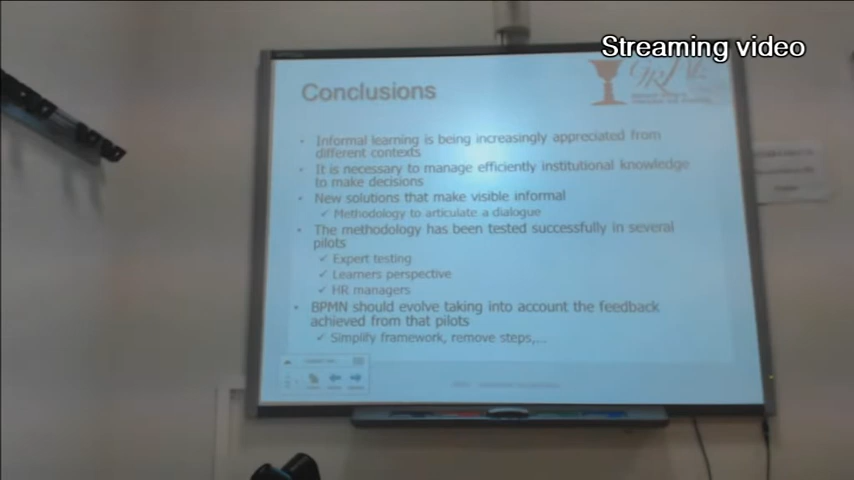 Streaming video
Conclusions
Informal learning is being increasingly appreciated from
different contexts
It is necessary to manage efficiently institutional knowledge
to make decisions
New solutions that make visible informal
Methodology to articulate a dialogue
The methodology has been tested successfully in several
pilots
Expert testing
Learners perspective
HR managers
BPMN should evolve taking into account the feedback
achieved from that pilots
Simplify framework, remove steps,...